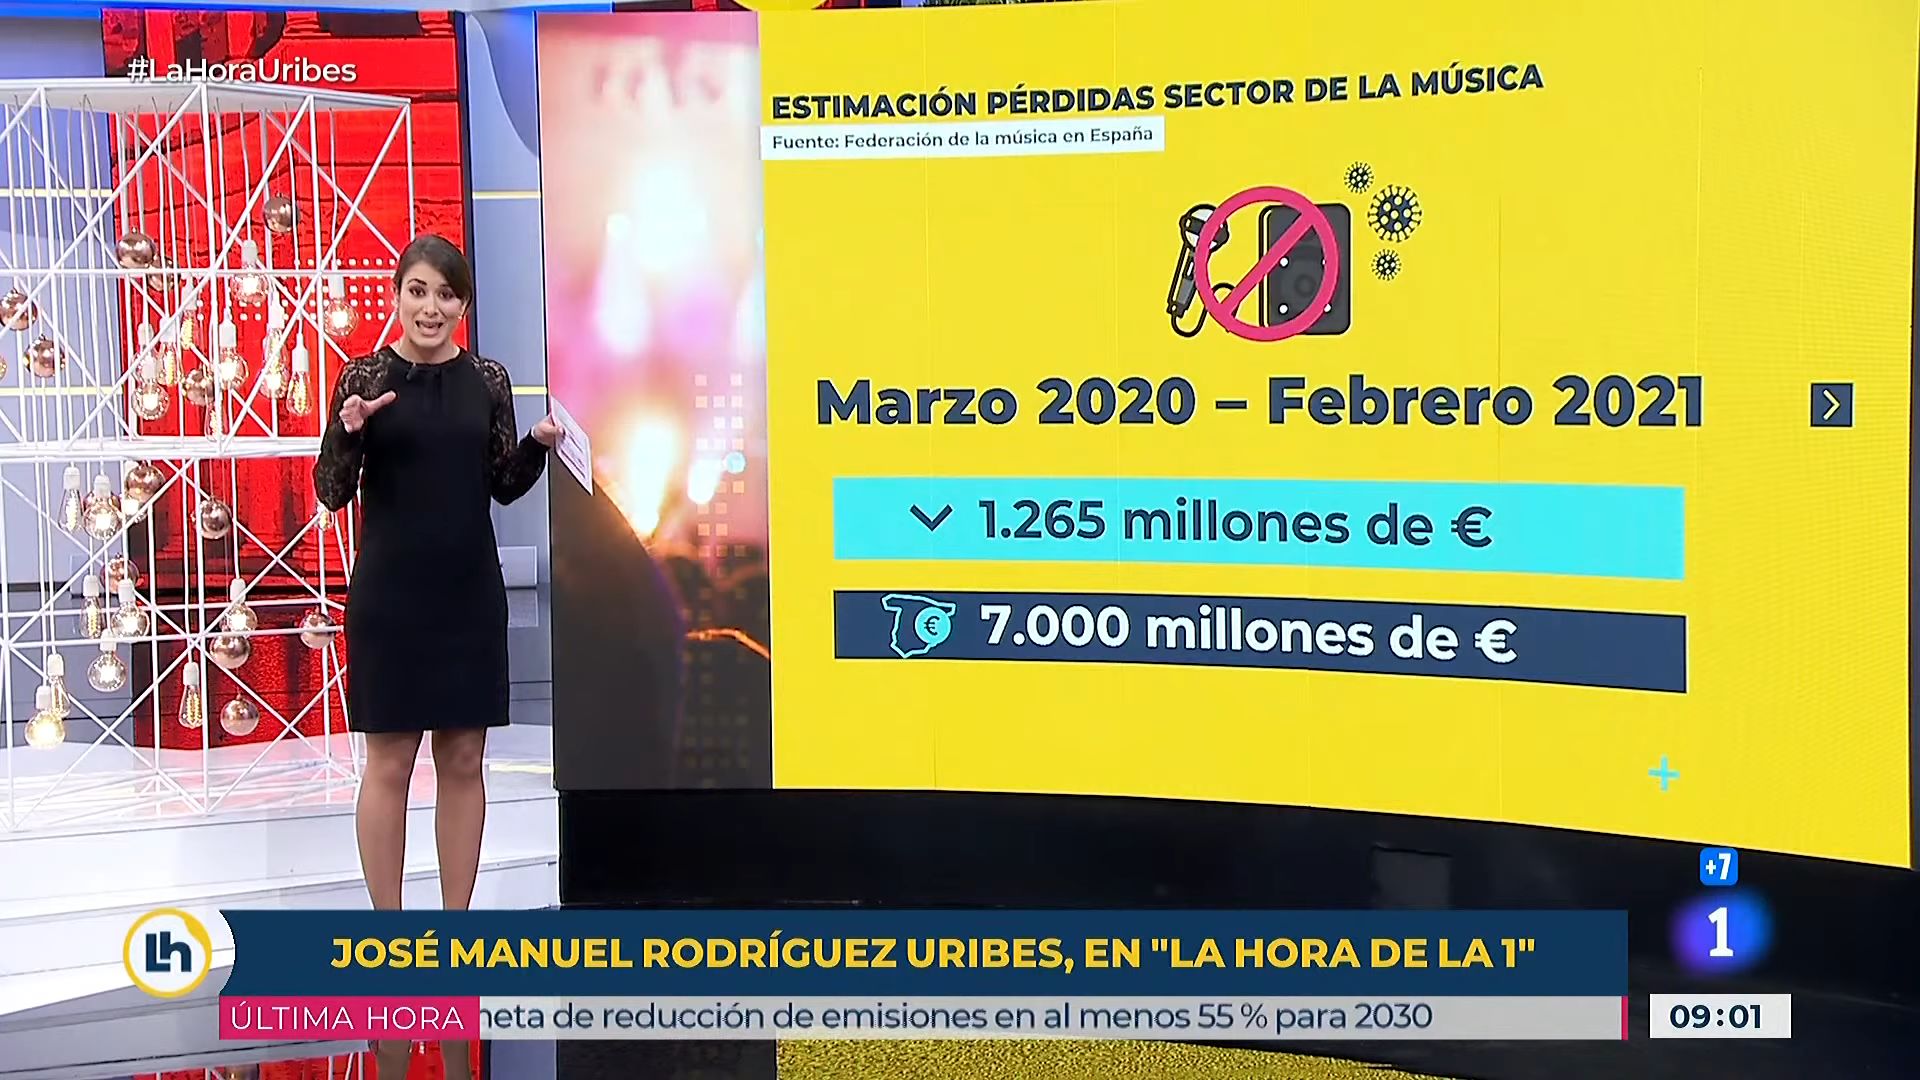 #LaHoraUribes
ESTIMACIÓN PÉRDIDAS SECTOR DE LA MÚSICA
Fuente: Federación de la música en España
Marzo 2020 – Febrero 2021
1.265 millones de €
€ 7.000 millones de €
+7
1
Lh
JOSÉ MANUEL RODRÍGUEZ URIBES, EN "LA HORA DE LA 1"
ÚLTIMA HORA
de reducción de emisiones en al menos 55 % para 2030
09:01